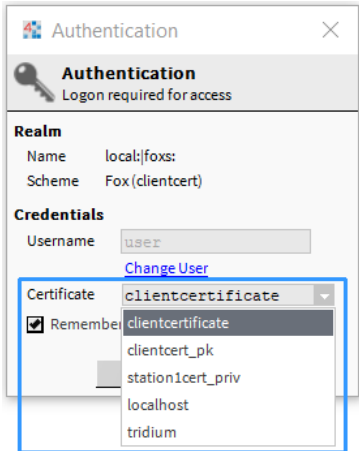 Authentication
Authentication
Logon required for access
Realm
Name local:|foxs:
Scheme Fox (clientcert)
Credentials
Username user
Change User
Certificate clientcertificate
clientcertificate
clientcert_pk
station1cert_priv
localhost
tridium